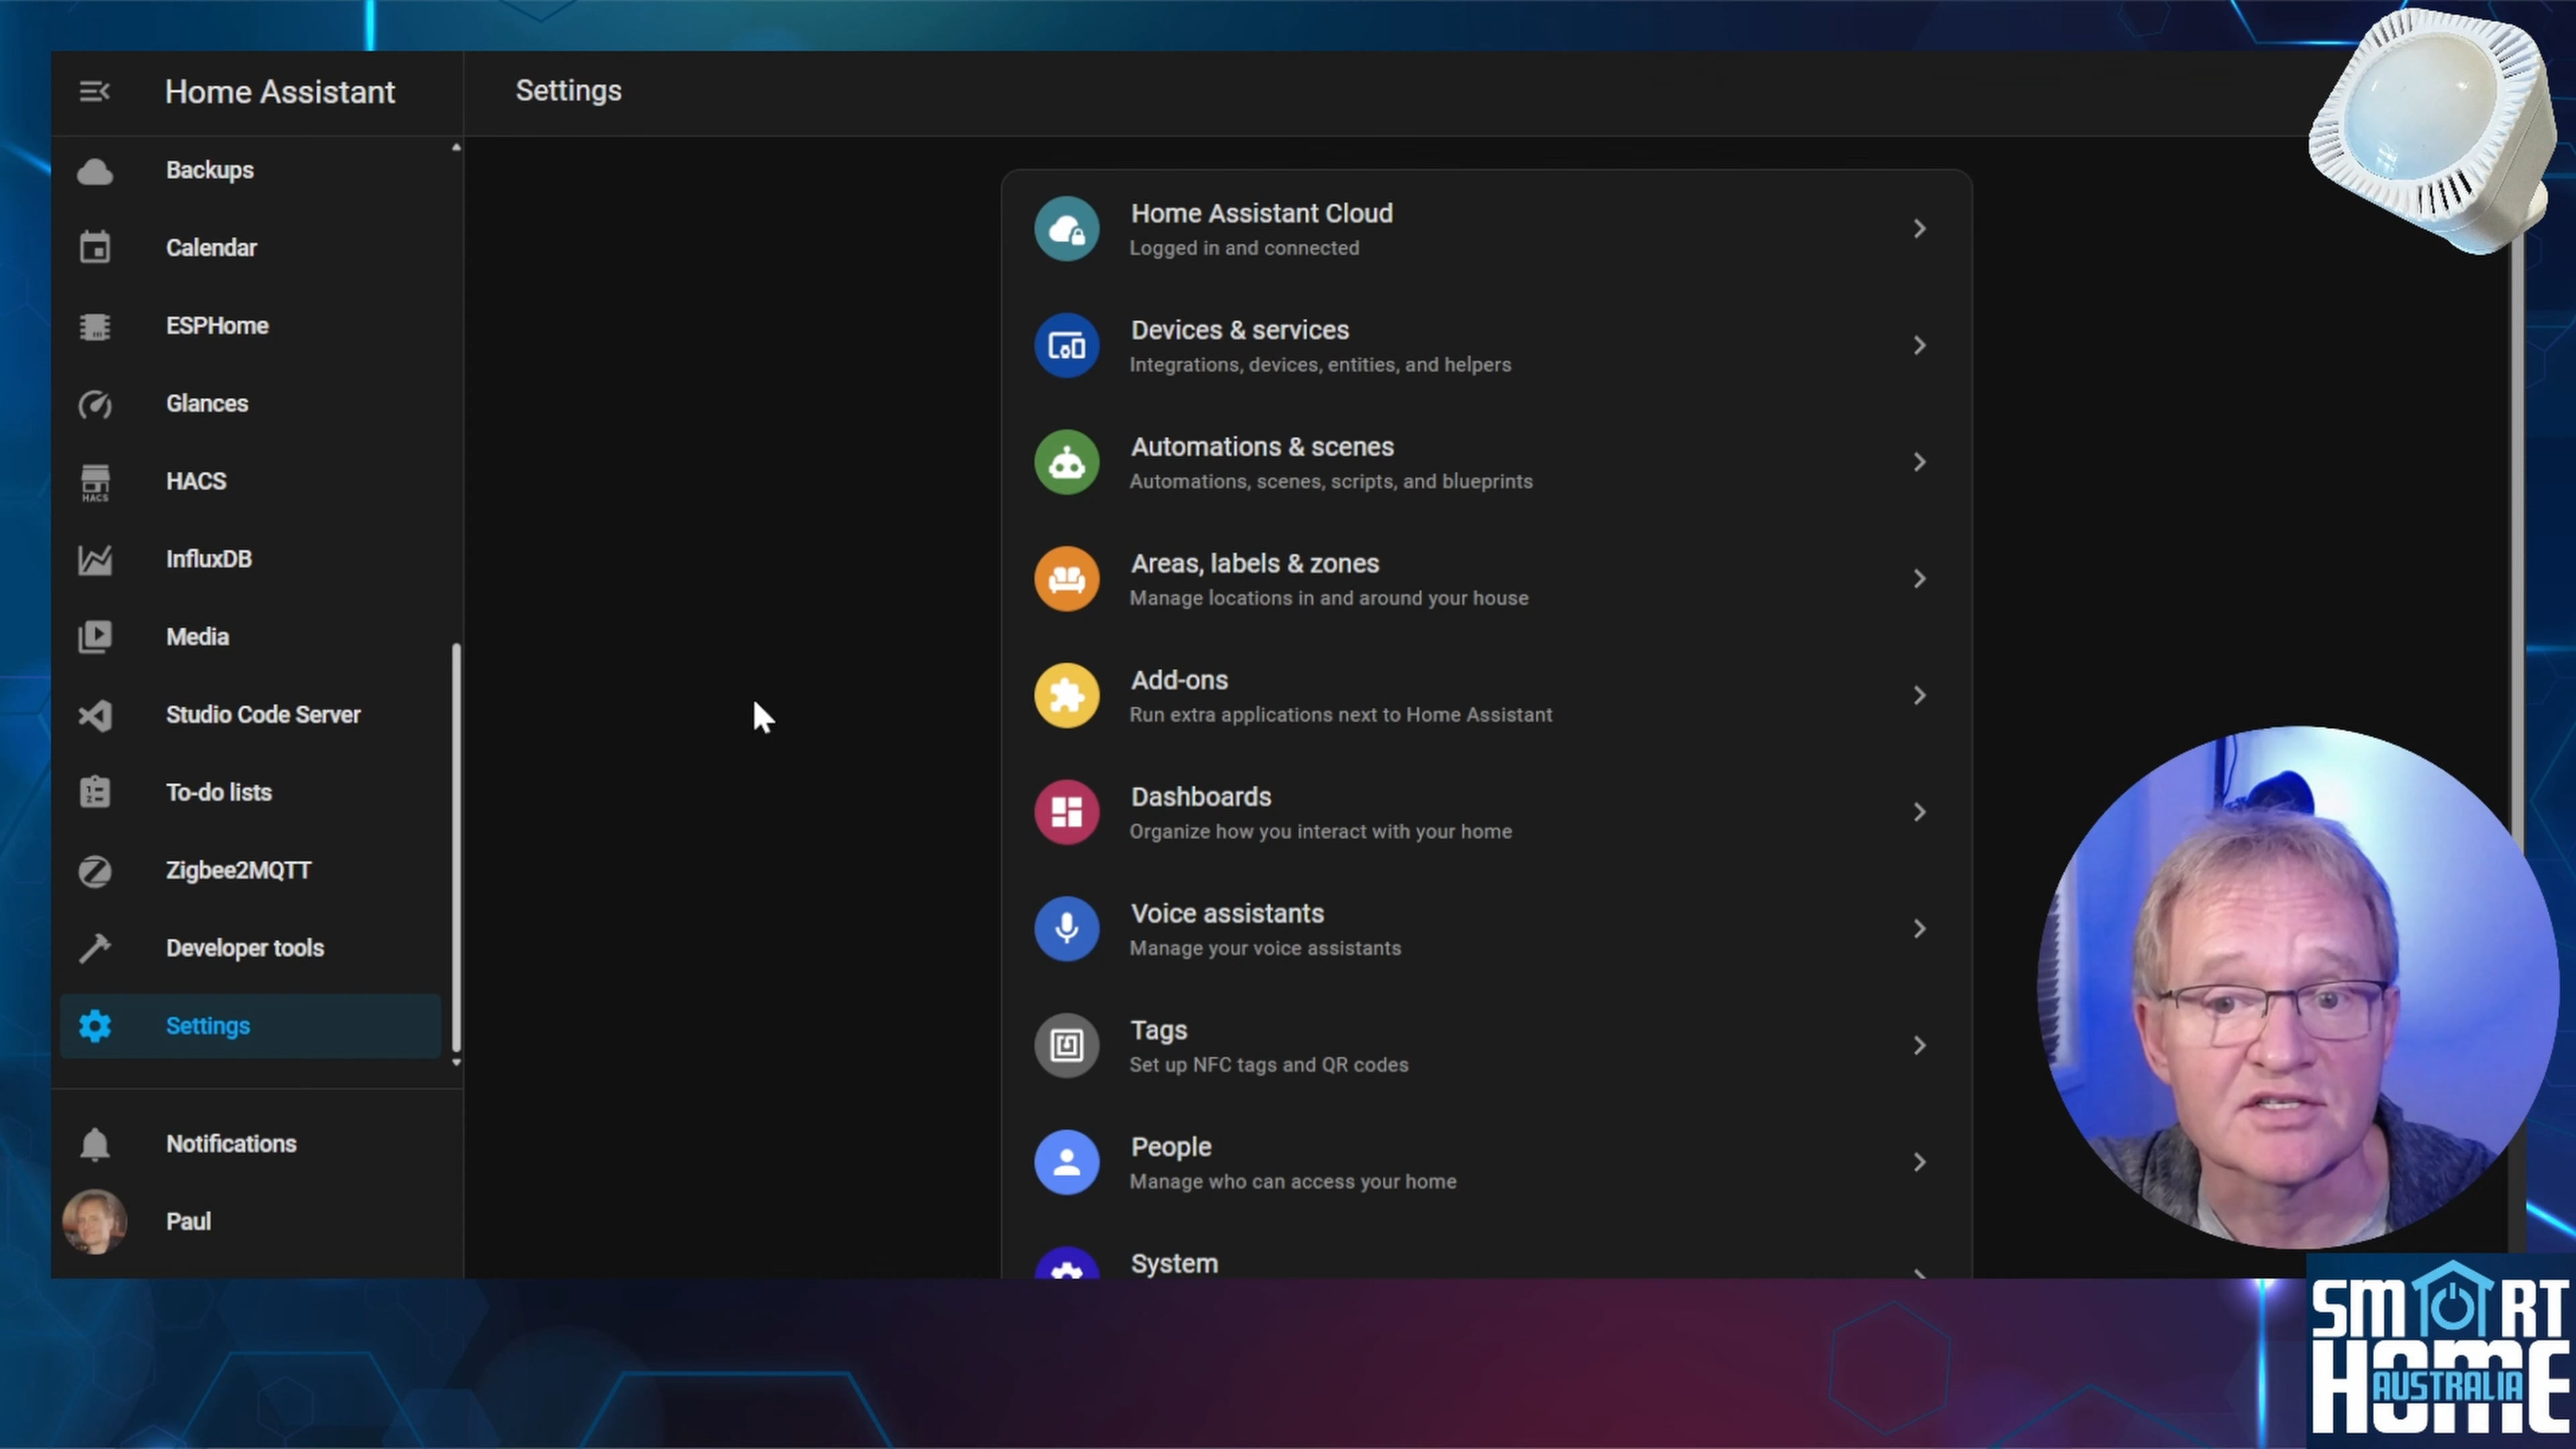 Home Assistant
Backups
Calendar
ESPHome
Glances
HACS
HACS
InfluxDB
Media
Studio Code Server
To-do lists
Zigbee2MQTT
Developer tools
Settings
Notifications
Paul
Settings
Home Assistant Cloud
Logged in and connected
Devices & services
Integrations, devices, entities, and helpers
Automations & scenes
Automations, scenes, scripts, and blueprints
Areas, labels & zones
Manage locations in and around your house
Add-ons
Run extra applications next to Home Assistant
Dashboards
Organize how you interact with your home
Voice assistants
Manage your voice assistants
Tags
Set up NFC tags and QR codes
People
Manage who can access your home
System
SMART
HOME
AUSTRALIA